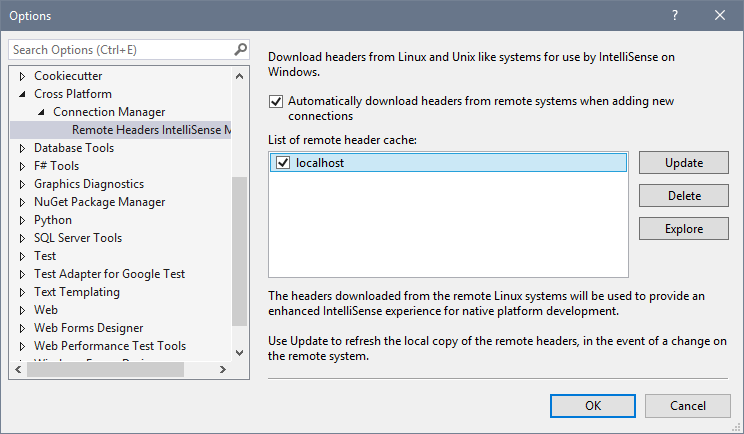 Options
Search Options (Ctrl+E)
Cookiecutter
Cross Platform
Connection Manager
Remote Headers IntelliSense M
Database Tools
F# Tools
Graphics Diagnostics
NuGet Package Manager
Python
SQL Server Tools
Test
Test Adapter for Google Test
Text Templating
Web
Web Forms Designer
Web Performance Test Tools
Download headers from Linux and Unix like systems for use by IntelliSense on
Windows.
Automatically download headers from remote systems when adding new
connections
List of remote header cache:
localhost
Update
Delete
Explore
The headers downloaded from the remote Linux systems will be used to provide an
enhanced IntelliSense experience for native platform development.
Use Update to refresh the local copy of the remote headers, in the event of a change on
the remote system.
OK
Cancel